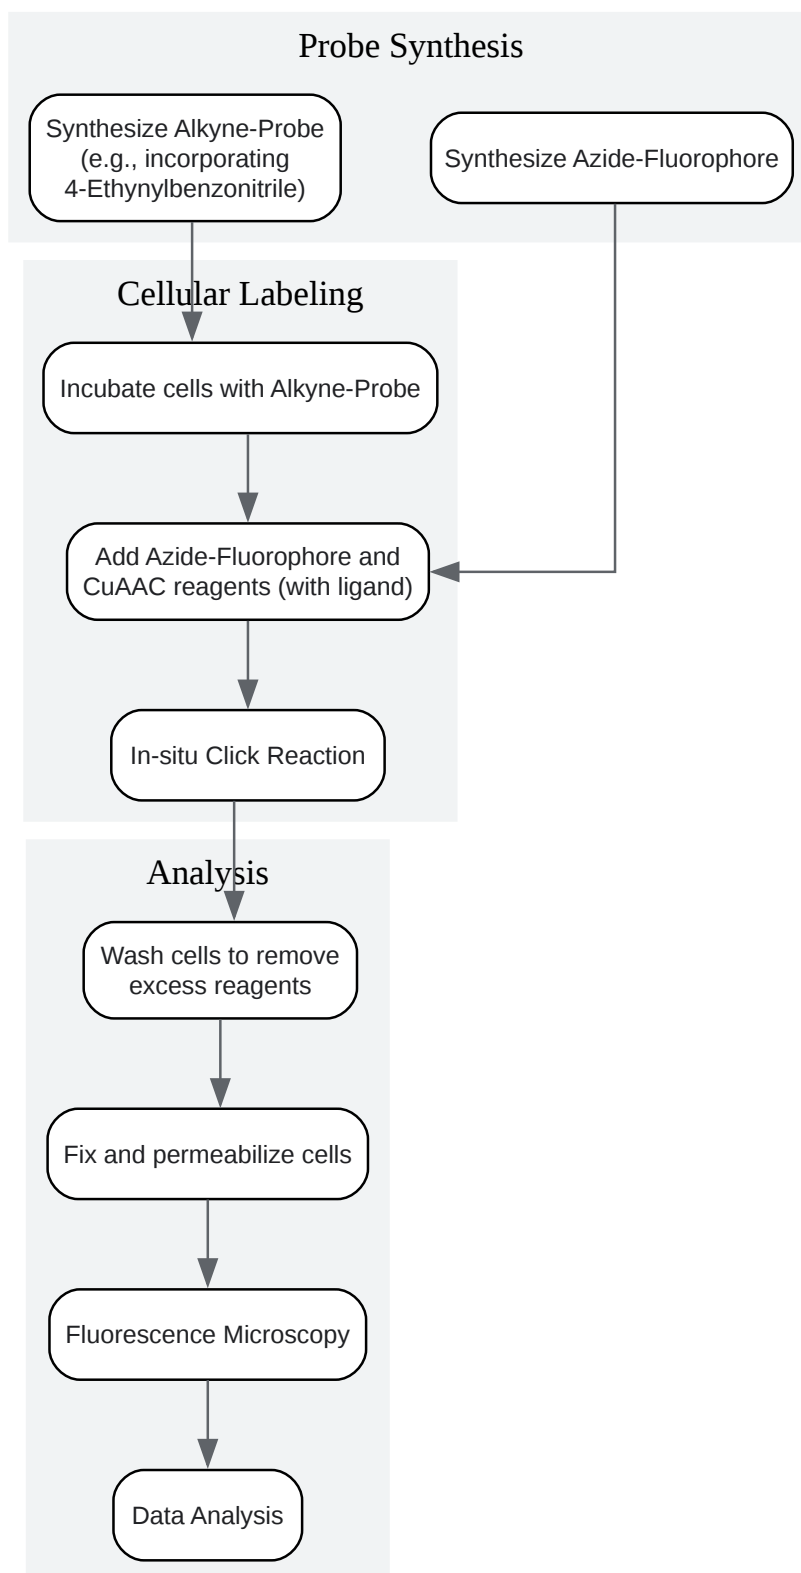 Probe Synthesis
Synthesize Alkyne-Probe
(e.g., incorporating
4-Ethynylbenzonitrile)
Synthesize Azide-Fluorophore
Cellular Labeling
Incubate cells with Alkyne-Probe
Add Azide-Fluorophore and
CuAAC reagents (with ligand)
In-situ Click Reaction
Analysis
Wash cells to remove
excess reagents
Fix and permeabilize cells
Fluorescence Microscopy
Data Analysis